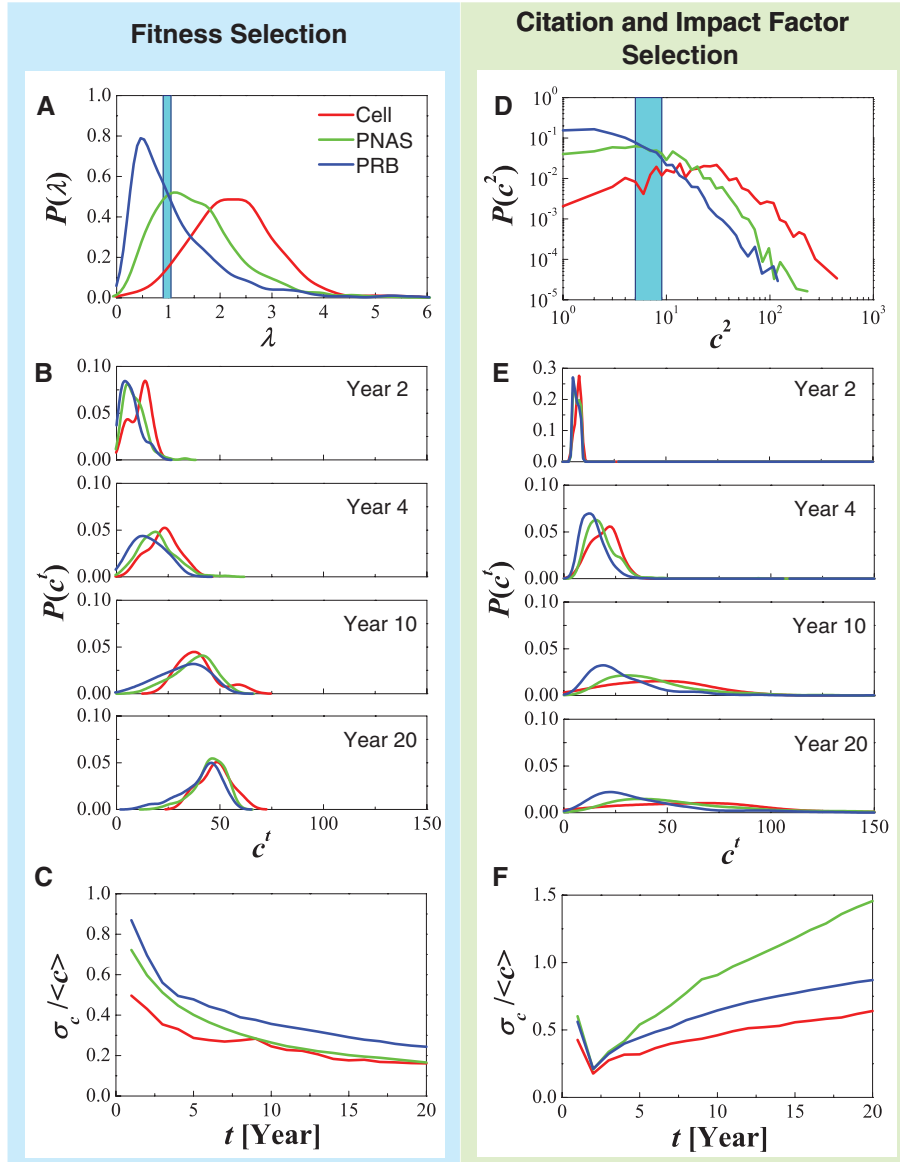 Fitness Selection
Citation and Impact Factor
Selection
A
1.0
0.8
0.6
0.4
0.2
0.0
P(λ)
Cell
PNAS
PRB
0 1 2 3 4 5 6
λ
B
0.10
0.05
0.00
Year 2
0.10
0.05
0.00
Year 4
0.10
0.05
0.00
Year 10
0.10
0.05
0.00
Year 20
P(cᵗ)
0 50 100 150
cᵗ
C
1.0
0.8
0.6
0.4
0.2
0.0
σc/<c>
0 5 10 15 20
t [Year]
D
10⁰
10⁻¹
10⁻²
10⁻³
10⁻⁴
10⁻⁵
P(c²)
10⁰ 10¹ 10² 10³
c²
E
0.3
0.2
0.1
0.0
Year 2
0.10
0.05
0.00
Year 4
0.10
0.05
0.00
Year 10
0.10
0.05
0.00
Year 20
P(cᵗ)
0 50 100 150
cᵗ
F
1.5
1.0
0.5
0.0
σc/<c>
0 5 10 15 20
t [Year]